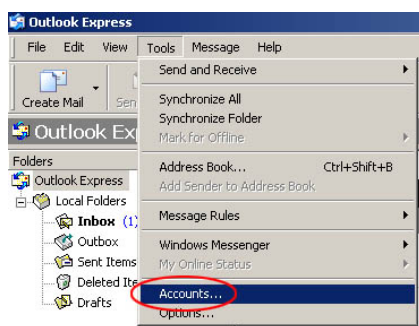 Outlook Express
File Edit View Tools Message Help
Create Mail
Send and Receive
Synchronize All
Synchronize Folder
Mark for Offline
Address Book... Ctrl+Shift+B
Add Sender to Address Book
Message Rules
Windows Messenger
My Online Status
Accounts...
Options...
Outlook Ex
Folders
Outlook Express
Local Folders
Inbox (1)
Outbox
Sent Items
Deleted Ite
Drafts